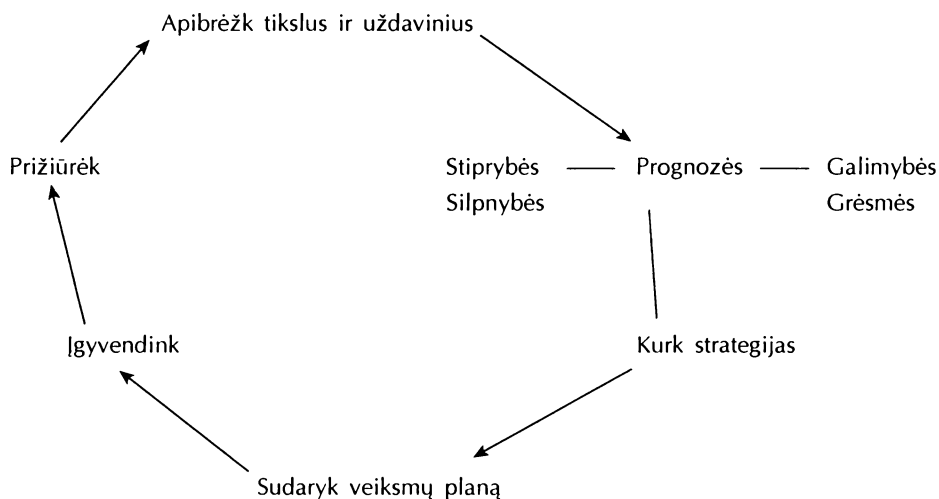 Apibrėžk tikslus ir uždavinius
Prižiūrėk
Stiprybės
Silpnybės
Prognozės
Galimybės
Grėsmės
Įgyvendink
Kurk strategijas
Sudaryk veiksmų planą